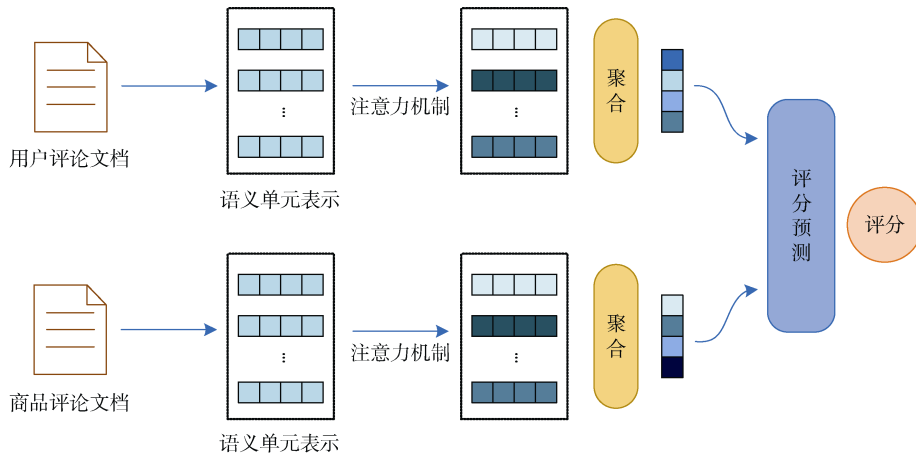 用户评论文档
语义单元表示
注意力机制
聚合
商品评论文档
语义单元表示
注意力机制
聚合
评分预测
评分